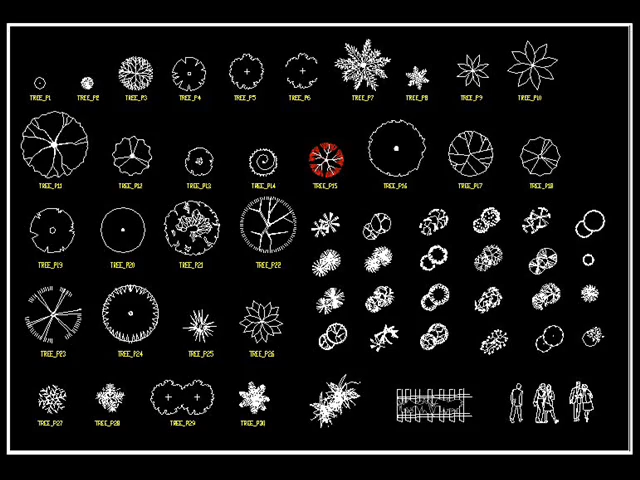 TREE_P1 TREE_P2 TREE_P3 TREE_P4 TREE_P5 TREE_P6 TREE_P7 TREE_P8 TREE_P9 TREE_P10
TREE_P11 TREE_P12 TREE_P13 TREE_P14 TREE_P15 TREE_P16 TREE_P17 TREE_P18
TREE_P19 TREE_P20 TREE_P21 TREE_P22
TREE_P23 TREE_P24 TREE_P25 TREE_P26
TREE_P27 TREE_P28 TREE_P29 TREE_P30